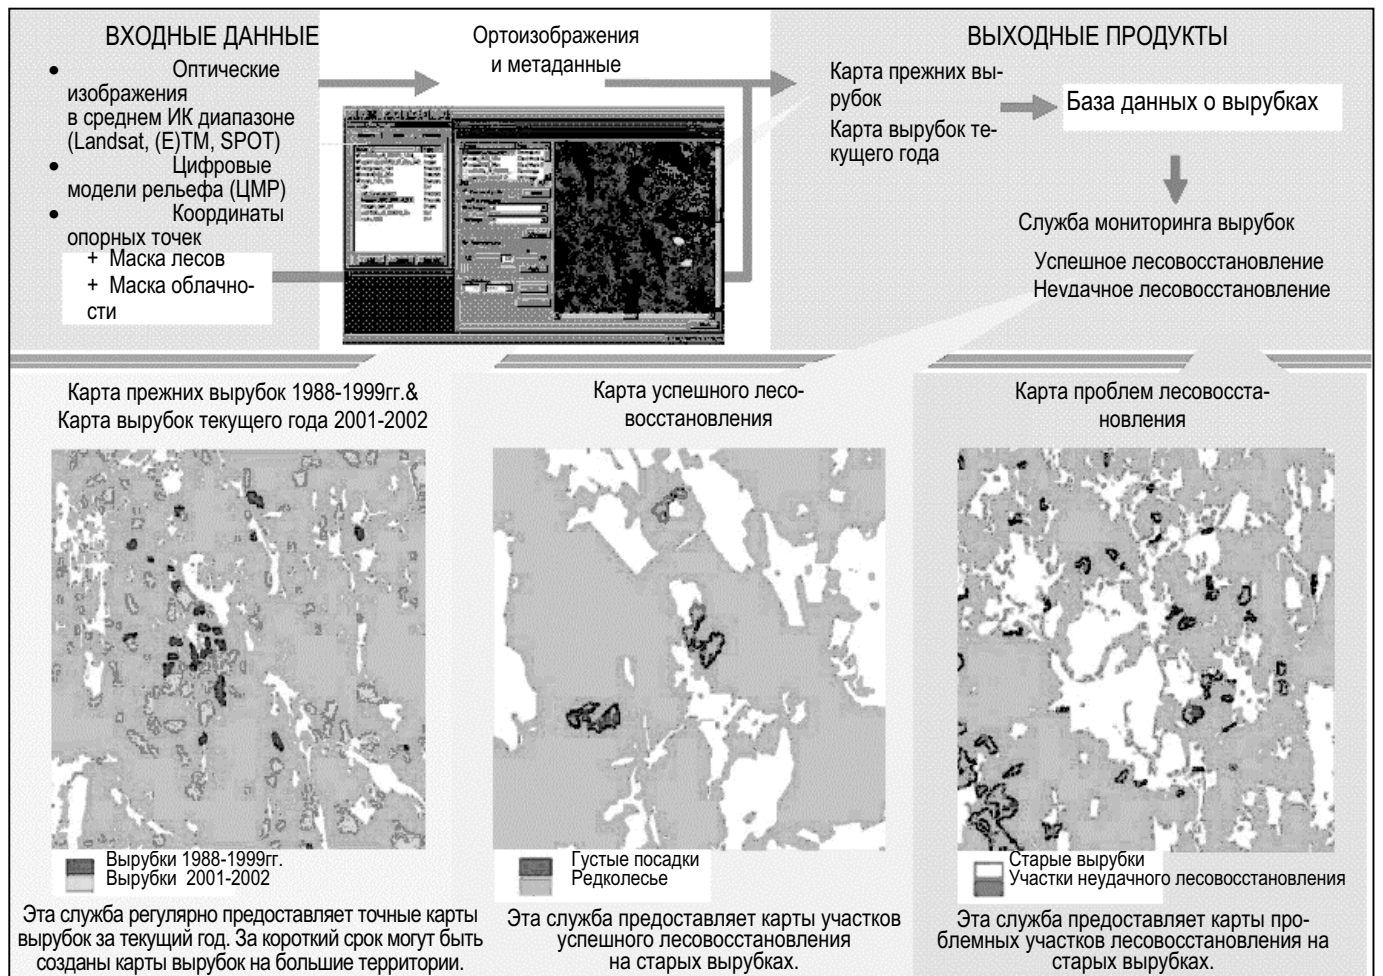 ВХОДНЫЕ ДАННЫЕ
• Оптические
изображения
в среднем ИК диапазоне
(Landsat, (E)TM, SPOT)
• Цифровые
модели рельефа (ЦМР)
• Координаты
опорных точек
+ Маска лесов
+ Маска облачно-
сти
Ортоизображения
и метаданные
ВЫХОДНЫЕ ПРОДУКТЫ
Карта прежних вы-
рубок
Карта вырубок те-
кущего года
База данных о вырубках
Служба мониторинга вырубок
Успешное лесовосстановление
Неудачное лесовосстановление
Карта прежних вырубок 1988-1999гг.&
Карта вырубок текущего года 2001-2002
Вырубки 1988-1999гг.
Вырубки 2001-2002
Эта служба регулярно предоставляет точные карты
вырубок за текущий год. За короткий срок могут быть
созданы карты вырубок на большие территории.
Карта успешного лесо-
восстановления
Густые посадки
Редколесье
Эта служба предоставляет карты участков
успешного лесовосстановления
на старых вырубках.
Карта проблем лесовосста-
новления
Старые вырубки
Участки неудачного лесовосстановления
Эта служба предоставляет карты про-
блемных участков лесовосстановления на
старых вырубках.